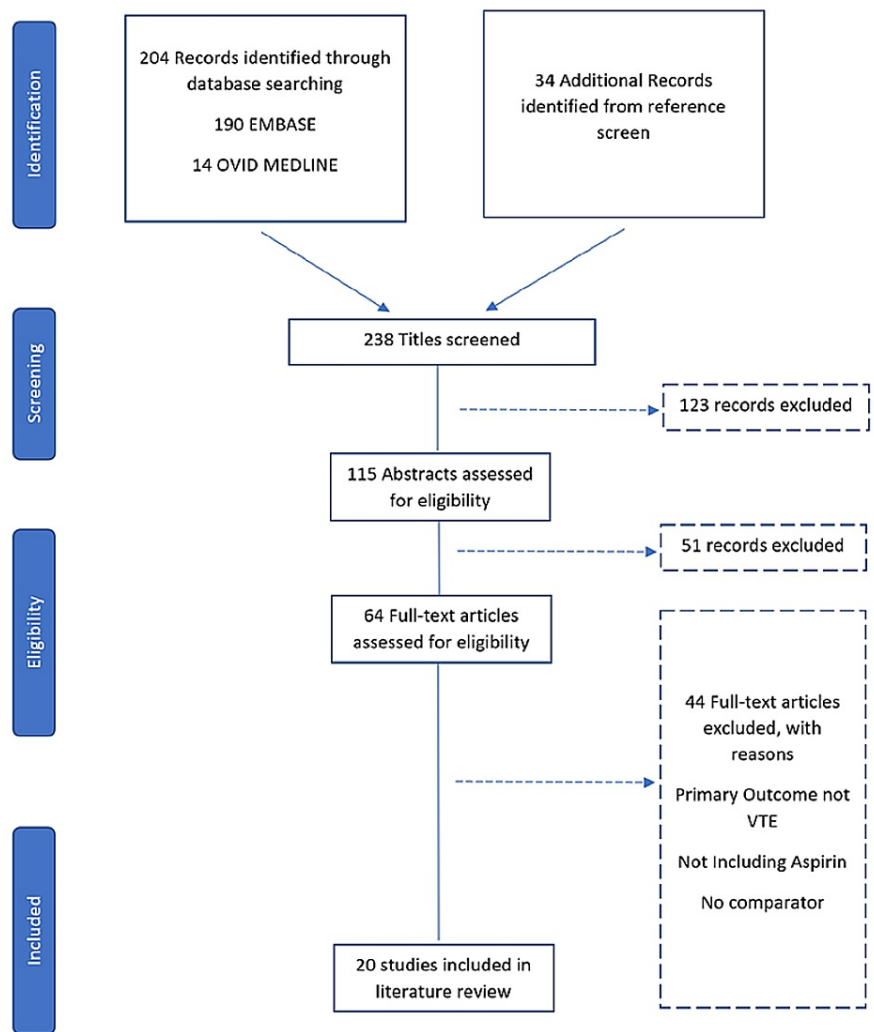 Identification
204 Records identified through
database searching
190 EMBASE
14 OVID MEDLINE
34 Additional Records
identified from reference
screen
Screening
238 Titles screened
123 records excluded
115 Abstracts assessed
for eligibility
Eligibility
51 records excluded
64 Full-text articles
assessed for eligibility
44 Full-text articles
excluded, with
reasons
Primary Outcome not
VTE
Not Including Aspirin
No comparator
Included
20 studies included in
literature review